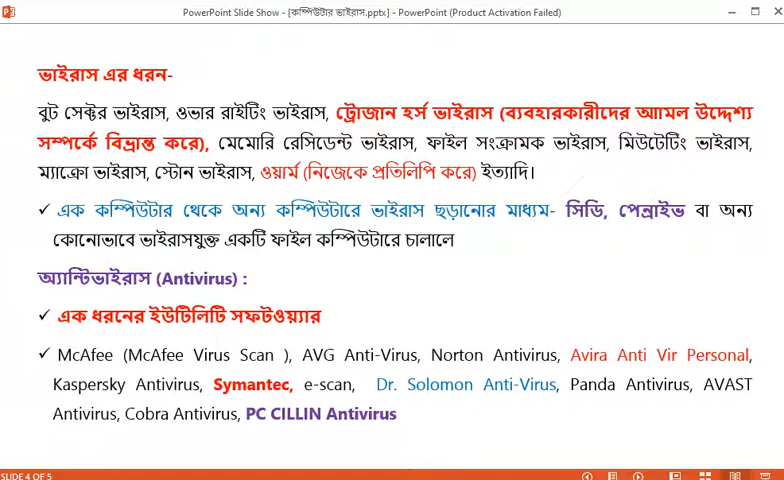 PowerPoint Slide Show - [কম্পিউটার ভাইরাস.pptx] - PowerPoint (Product Activation Failed)
ভাইরাস এর ধরন-
বুট সেক্টর ভাইরাস, ওভার রাইটিং ভাইরাস, ট্রোজান হর্স ভাইরাস (ব্যবহারকারীদের আামল উদ্দেশ্য
সম্পর্কে বিভ্রান্ত করে), মেমোরি রেসিডেন্ট ভাইরাস, ফাইল সংক্রামক ভাইরাস, মিউটেটিং ভাইরাস,
ম্যাক্রো ভাইরাস, স্টোন ভাইরাস, ওয়ার্ম (নিজেকে প্রতিলিপি করে) ইত্যাদি।
✓ এক কম্পিউটার থেকে অন্য কম্পিউটারে ভাইরাস ছড়ানোর মাধ্যম- সিডি, পেনড্রাইভ বা অন্য
কোনোভাবে ভাইরাসযুক্ত একটি ফাইল কম্পিউটারে চালালে
অ্যান্টিভাইরাস (Antivirus) :
✓ এক ধরনের ইউটিলিটি সফটওয়্যার
✓ McAfee (McAfee Virus Scan ), AVG Anti-Virus, Norton Antivirus, Avira Anti Vir Personal,
Kaspersky Antivirus, Symantec, e-scan, Dr. Solomon Anti-Virus, Panda Antivirus, AVAST
Antivirus, Cobra Antivirus, PC CILLIN Antivirus
SLIDE 4 OF 5